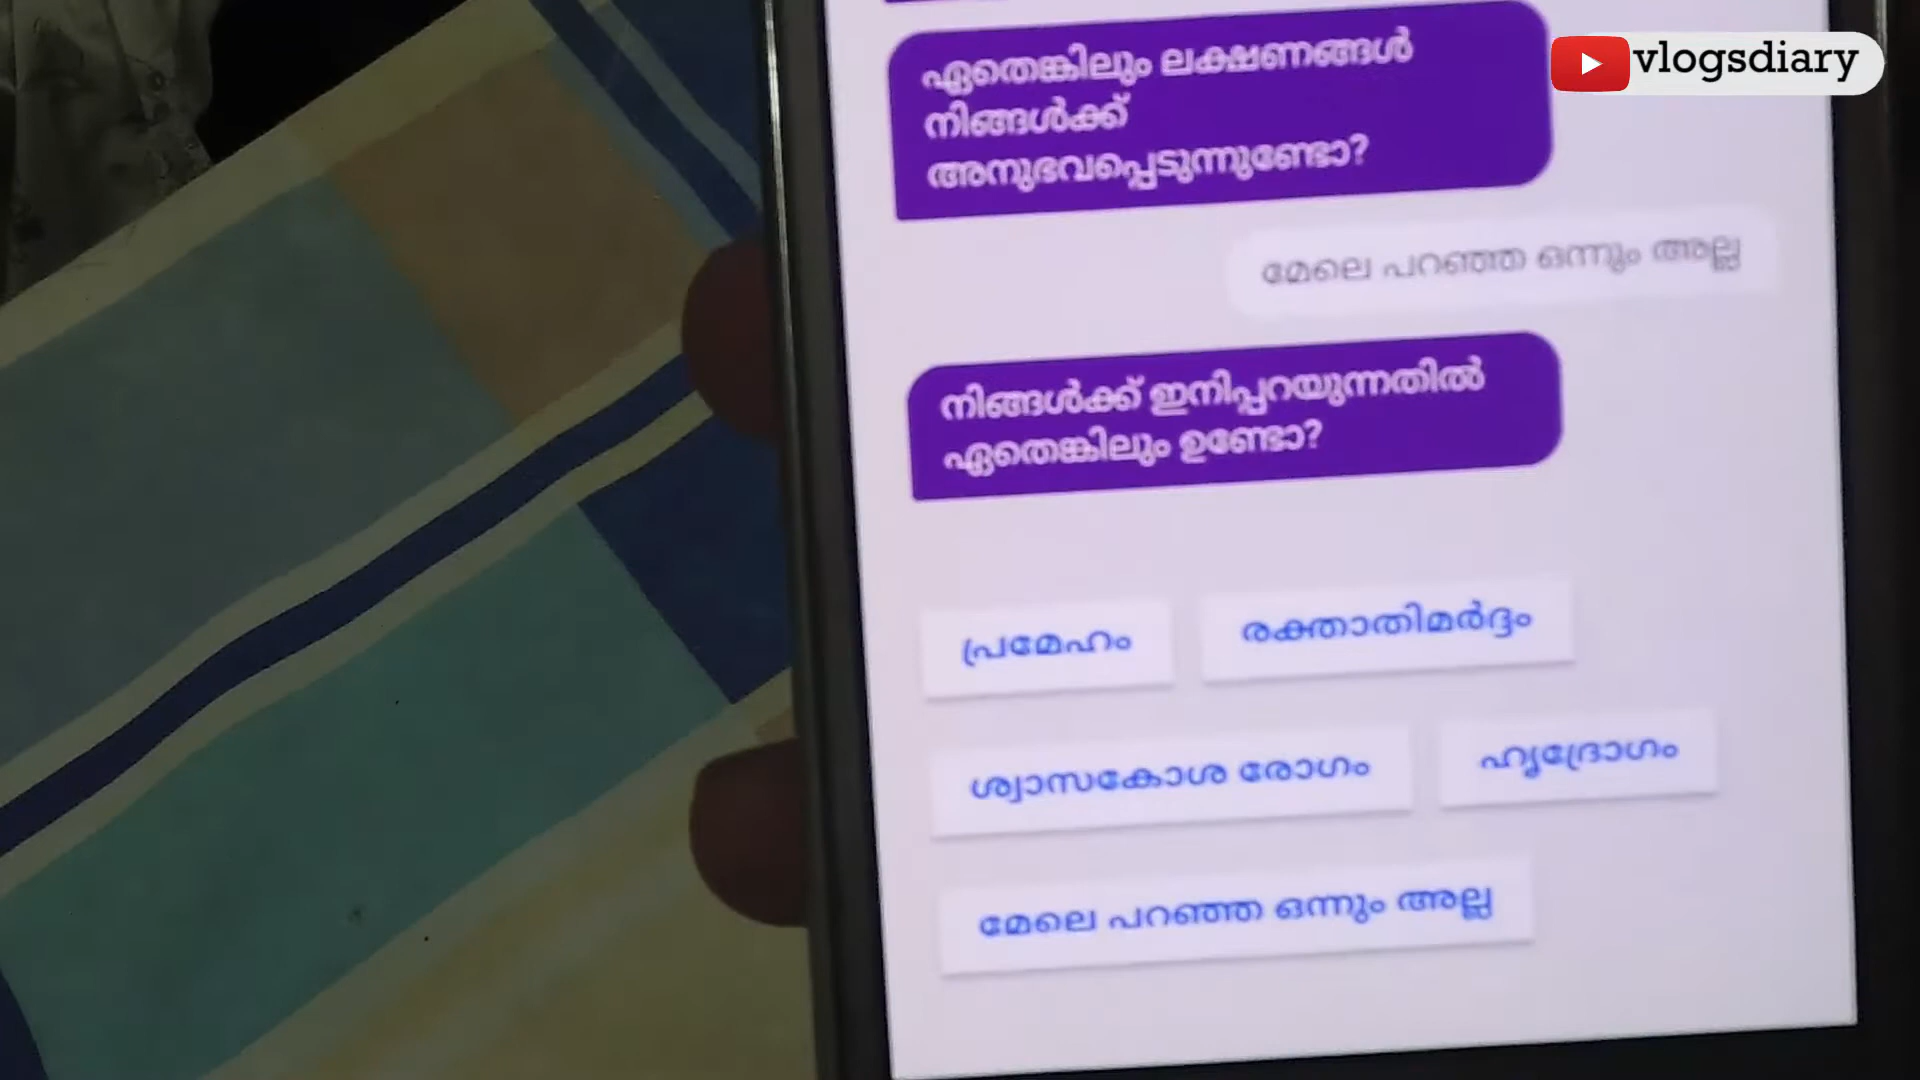 vlogsdiary
ഏതെങ്കിലും ലക്ഷണങ്ങൾ
നിങ്ങൾക്ക്
അനുഭവപ്പെടുന്നുണ്ടോ?
മേലെ പറഞ്ഞ ഒന്നും അല്ല
നിങ്ങൾക്ക് ഇനിപ്പറയുന്നതിൽ
ഏതെങ്കിലും ഉണ്ടോ?
പ്രമേഹം
രക്താതിമർദ്ദം
ശ്വാസകോശ രോഗം
ഹൃദ്രോഗം
മേലെ പറഞ്ഞ ഒന്നും അല്ല